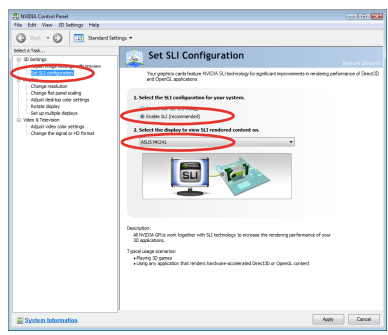 NVIDIA Control Panel
File Edit View 3D Settings Help
Back
Standard Settings
Select a Task...
3D Settings
Adjust image settings with preview
Set SLI configuration
Change resolution
Change flat panel scaling
Adjust desktop color settings
Rotate display
Set up multiple displays
Video & Television
Adjust video color settings
Change the signal or HD format
System Information
Set SLI Configuration
Restore Defaults
Your graphics cards feature NVIDIA SLI technology for significant improvements in rendering performance of Direct3D
and OpenGL applications.
1. Select the SLI configuration for your system.
Enable SLI (recommended)
2. Select the display to view SLI rendered content on.
ASUS MK241
SLI
Description:
All NVIDIA GPUs work together with SLI technology to increase the rendering performance of your
3D applications.
Typical usage scenarios:
• Playing 3D games
• Using any application that renders hardware-accelerated Direct3D or OpenGL content
Apply
Cancel